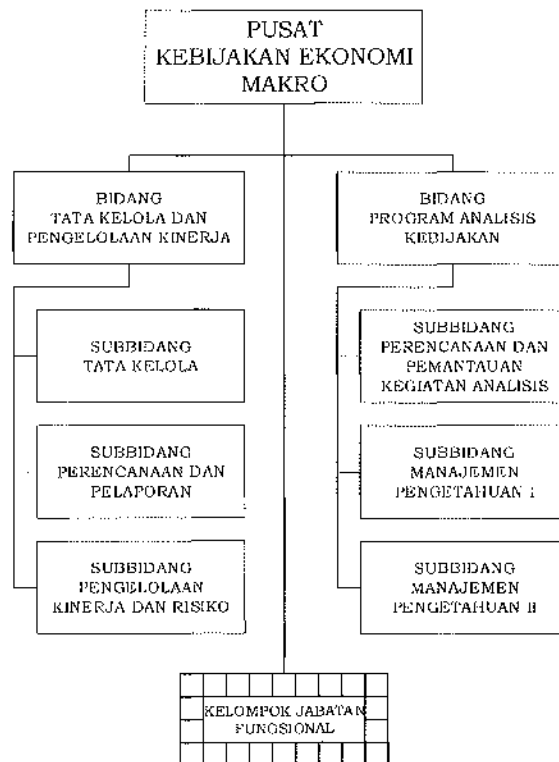 PUSAT
KEBIJAKAN EKONOMI
MAKRO
BIDANG
TATA KELOLA DAN
PENGELOLAAN KINERJA
BIDANG
PROGRAM ANALISIS
KEBIJAKAN
SUBBIDANG
TATA KELOLA
SUBBIDANG
PERENCANAAN DAN
PEMANTAUAN
KEGIATAN ANALISIS
SUBBIDANG
PERENCANAAN DAN
PELAPORAN
SUBBIDANG
MANAJEMEN
PENGETAHUAN I
SUBBIDANG
PENGELOLAAN
KINERJA DAN RISIKO
SUBBIDANG
MANAJEMEN
PENGETAHUAN II
KELOMPOK JABATAN
FUNGSIONAL